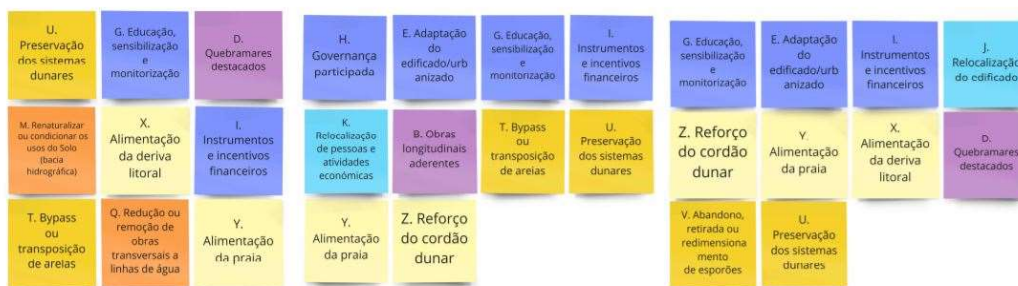 U.
Preservação
dos sistemas
dunares
G. Educação,
sensibilização
e
monitorização
D.
Quebramares
destacados
M. Renaturalizar
ou condicionar os
usos do Solo
(bacia
hidrográfica)
X.
Alimentação
da deriva
litoral
I.
Instrumentos
e incentivos
financeiros
T. Bypass
ou
transposição
de areias
Q. Redução ou
remoção de
obras
transversais a
linhas de água
Y.
Alimentação
da praia
H.
Governança
participada
E. Adaptação
do
edificado/urb
anizado
G. Educação,
sensibilização
e
monitorização
I.
Instrumentos
e incentivos
financeiros
K.
Relocalização
de pessoas e
atividades
económicas
B. Obras
longitudinais
aderentes
T. Bypass
ou
transposição
de areias
U.
Preservação
dos sistemas
dunares
Y.
Alimentação
da praia
Z. Reforço
do cordão
dunar
G. Educação,
sensibilização
e
monitorização
E. Adaptação
do
edificado/urb
anizado
I.
Instrumentos
e incentivos
financeiros
J.
Relocalização
do edificado
Z. Reforço
do cordão
dunar
Y.
Alimentação
da praia
X.
Alimentação
da deriva
litoral
D.
Quebramares
destacados
V. Abandono,
retirada ou
redimensiona
mento
de esporões
U.
Preservação
dos sistemas
dunares